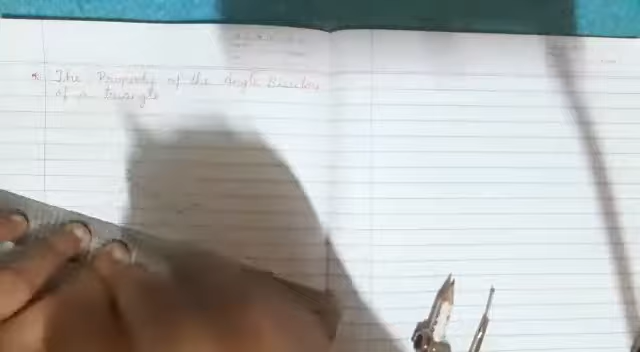 The Property of the Angle Bisector
of a triangle